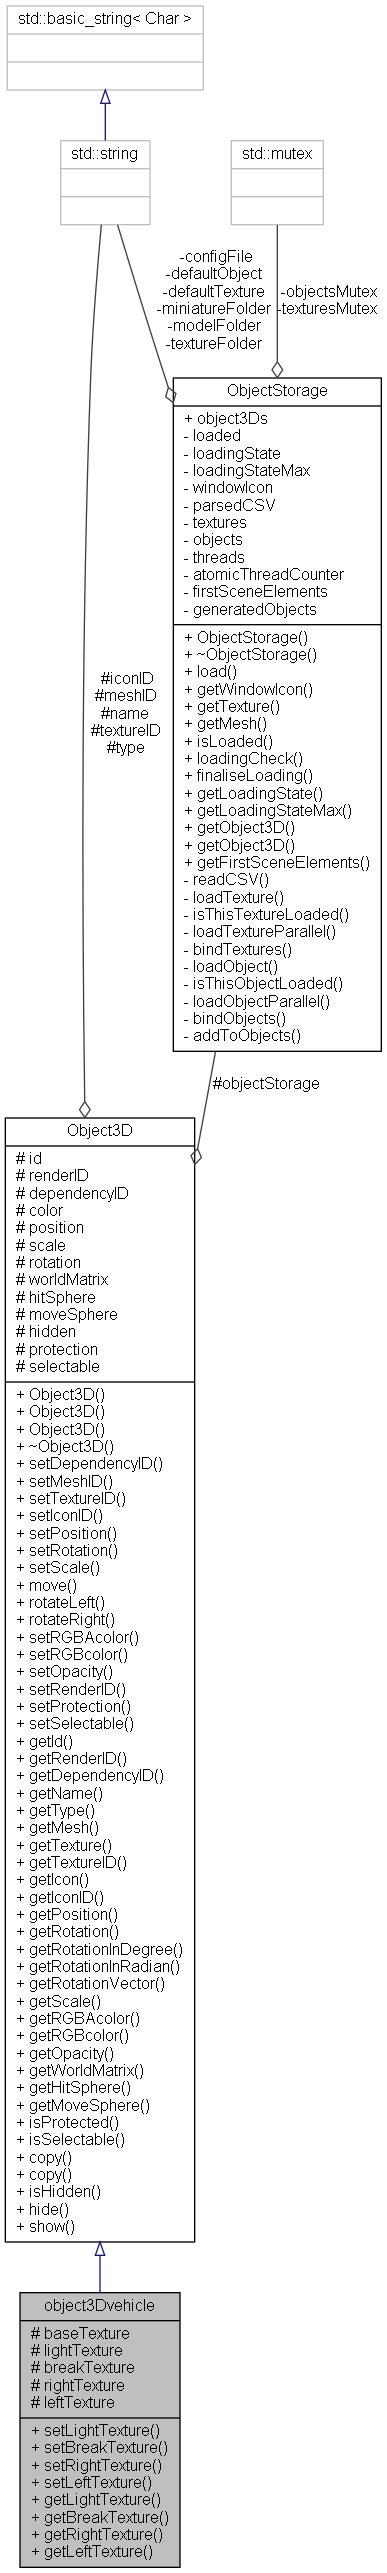 std::basic_string< Char >
std::string
std::mutex
-configFile
-defaultObject
-defaultTexture
-miniatureFolder
-modelFolder
-textureFolder
-objectsMutex
-texturesMutex
ObjectStorage
+ object3Ds
- loaded
- loadingState
- loadingStateMax
- windowIcon
- parsedCSV
- textures
- objects
- threads
- atomicThreadCounter
- firstSceneElements
- generatedObjects
+ ObjectStorage()
+ ~ObjectStorage()
+ load()
+ getWindowIcon()
+ getTexture()
+ getMesh()
+ isLoaded()
+ loadingCheck()
+ finaliseLoading()
+ getLoadingState()
+ getLoadingStateMax()
+ getObject3D()
+ getObject3D()
+ getFirstSceneElements()
- readCSV()
- loadTexture()
- isThisTextureLoaded()
- loadTextureParallel()
- bindTextures()
- loadObject()
- isThisObjectLoaded()
- loadObjectParallel()
- bindObjects()
- addToObjects()
#iconID
#meshID
#name
#textureID
#type
#objectStorage
Object3D
# id
# renderID
# dependencyID
# color
# position
# scale
# rotation
# worldMatrix
# hitSphere
# moveSphere
# hidden
# protection
# selectable
+ Object3D()
+ Object3D()
+ Object3D()
+ ~Object3D()
+ setDependencyID()
+ setMeshID()
+ setTextureID()
+ setIconID()
+ setPosition()
+ setRotation()
+ setScale()
+ move()
+ rotateLeft()
+ rotateRight()
+ setRGBAcolor()
+ setRGBcolor()
+ setOpacity()
+ setRenderID()
+ setProtection()
+ setSelectable()
+ getId()
+ getRenderID()
+ getDependencyID()
+ getName()
+ getType()
+ getMesh()
+ getTexture()
+ getTextureID()
+ getIcon()
+ getIconID()
+ getPosition()
+ getRotation()
+ getRotationInDegree()
+ getRotationInRadian()
+ getRotationVector()
+ getScale()
+ getRGBAcolor()
+ getRGBcolor()
+ getOpacity()
+ getWorldMatrix()
+ getHitSphere()
+ getMoveSphere()
+ isProtected()
+ isSelectable()
+ copy()
+ copy()
+ isHidden()
+ hide()
+ show()
object3Dvehicle
# baseTexture
# lightTexture
# breakTexture
# rightTexture
# leftTexture
+ setLightTexture()
+ setBreakTexture()
+ setRightTexture()
+ setLeftTexture()
+ getLightTexture()
+ getBreakTexture()
+ getRightTexture()
+ getLeftTexture()